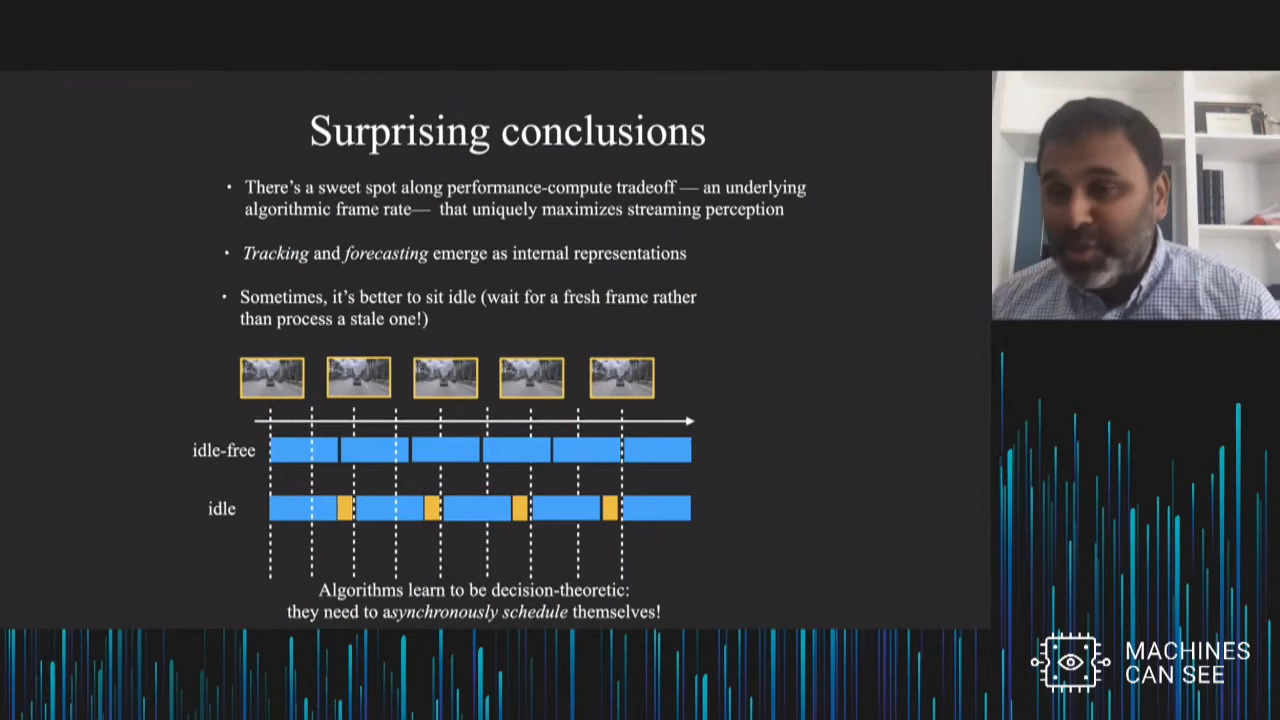 Surprising conclusions
• There's a sweet spot along performance-compute tradeoff — an underlying
algorithmic frame rate— that uniquely maximizes streaming perception
• Tracking and forecasting emerge as internal representations
• Sometimes, it's better to sit idle (wait for a fresh frame rather
than process a stale one!)
idle-free
idle
Algorithms learn to be decision-theoretic:
they need to asynchronously schedule themselves!
MACHINES
CAN SEE